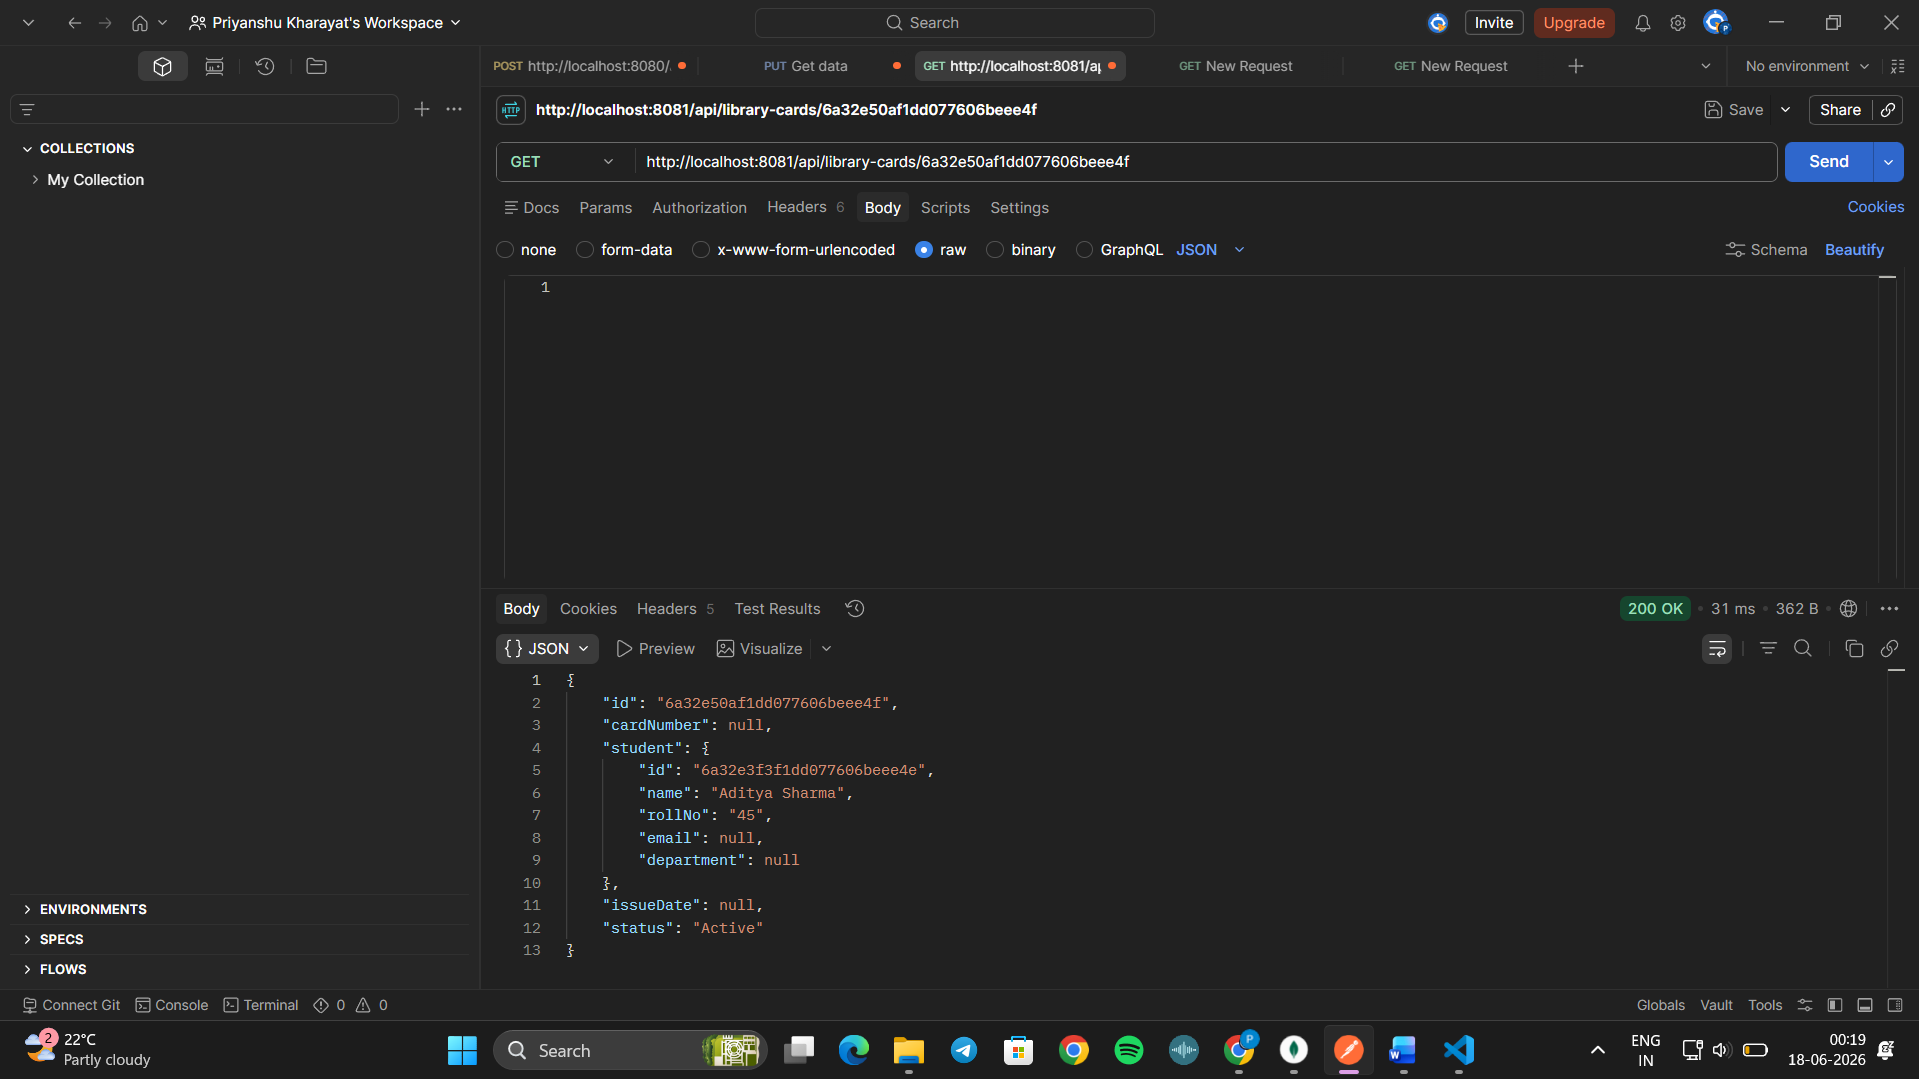 Priyanshu Kharayat's Workspace
Search
Invite
Upgrade
POST http://localhost:8080/
PUT Get data
GET http://localhost:8081/ap
GET New Request
GET New Request
No environment
COLLECTIONS
My Collection
HTTP http://localhost:8081/api/library-cards/6a32e50af1dd077606beee4f
Save
Share
GET
http://localhost:8081/api/library-cards/6a32e50af1dd077606beee4f
Send
Docs Params Authorization Headers 6 Body Scripts Settings
Cookies
none form-data x-www-form-urlencoded raw binary GraphQL JSON
Schema Beautify
1
Body Cookies Headers 5 Test Results
200 OK • 31 ms • 362 B
{} JSON Preview Visualize
1 {
2 "id": "6a32e50af1dd077606beee4f",
3 "cardNumber": null,
4 "student": {
5 "id": "6a32e3f3f1dd077606beee4e",
6 "name": "Aditya Sharma",
7 "rollNo": "45",
8 "email": null,
9 "department": null
10 },
11 "issueDate": null,
12 "status": "Active"
13 }
ENVIRONMENTS
SPECS
FLOWS
Connect Git Console Terminal 0 0
Globals Vault Tools
2
22°C
Partly cloudy
Search
P
W
ENG
IN
00:19
18-06-2026